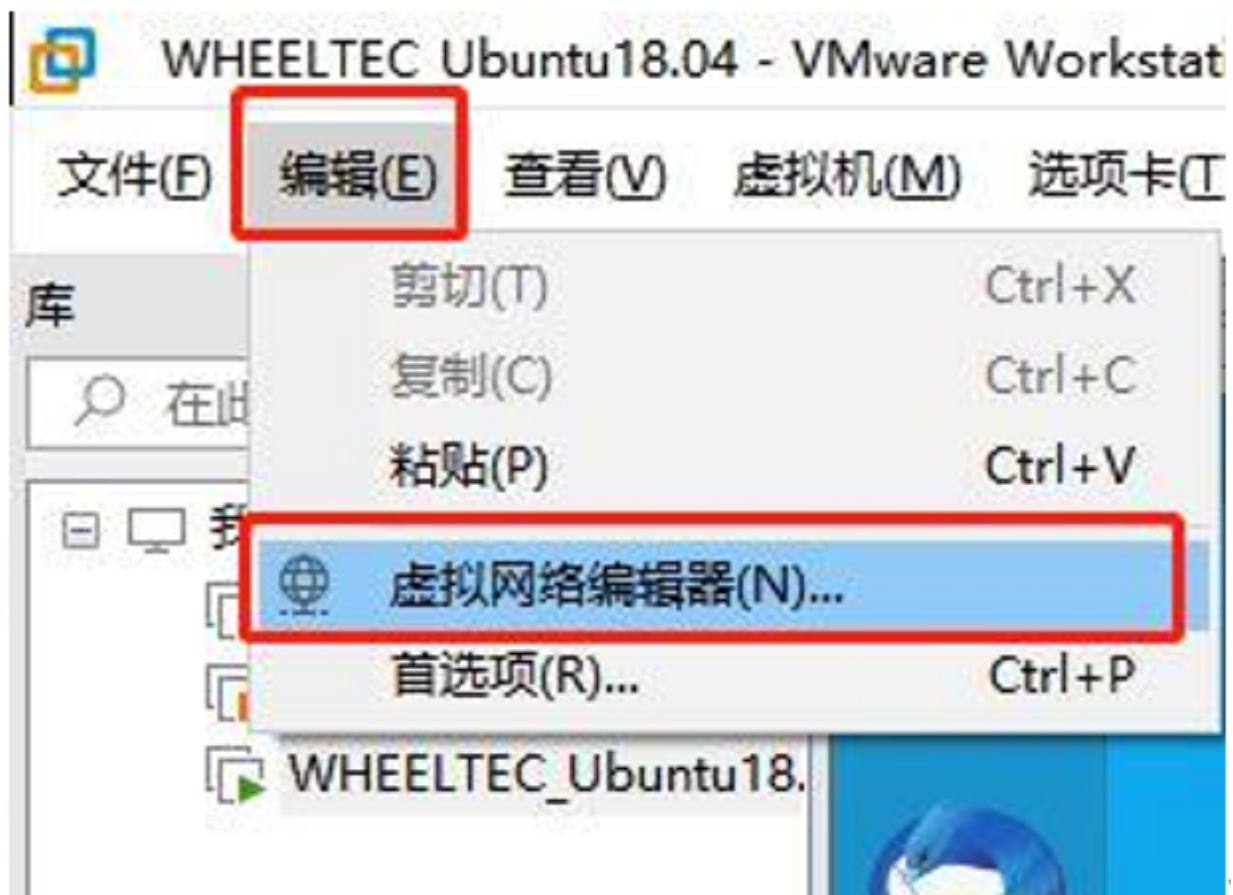 WHEELTEC Ubuntu18.04 - VMware Workstat
文件(F) 编辑(E) 查看(V) 虚拟机(M) 选项卡(T
库
剪切(T) Ctrl+X
在此
复制(C) Ctrl+C
粘贴(P) Ctrl+V
我
虚拟网络编辑器(N)...
首选项(R)... Ctrl+P
WHEELTEC_Ubuntu18.